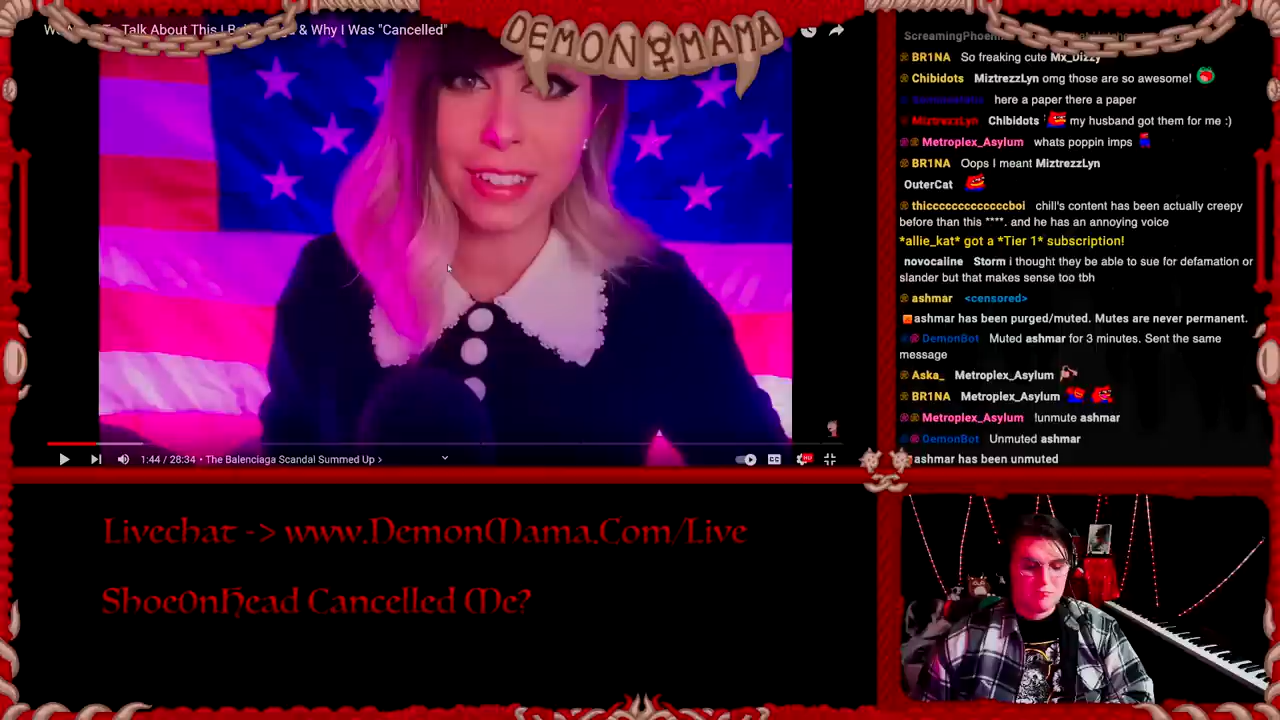 DEMON MAMA
Talk About This
& Why I Was "Cancelled"
1:44 / 28:34 • The Balenciaga Scandal Summed Up >
CC
HU
BR1NA So freaking cute Mx_Dizzy
Chibidots MiztrezzLyn omg those are so awesome!
here a paper there a paper
MiztrezzLyn Chibidots my husband got them for me :)
Metroplex_Asylum whats poppin imps
BR1NA Oops I meant MiztrezzLyn
OuterCat
thicccccccccccccboi chill's content has been actually creepy
before than this ****. and he has an annoying voice
*allie_kat* got a *Tier 1* subscription!
novocaiine Storm i thought they be able to sue for defamation or
slander but that makes sense too tbh
ashmar <censored>
ashmar has been purged/muted. Mutes are never permanent.
DemonBot Muted ashmar for 3 minutes. Sent the same
message
Aska_ Metroplex_Asylum
BR1NA Metroplex_Asylum
Metroplex_Asylum !unmute ashmar
DemonBot Unmuted ashmar
ashmar has been unmuted
Livechat -> www.DemonMama.Com/Live
Shoe0nHead Cancelled Me?